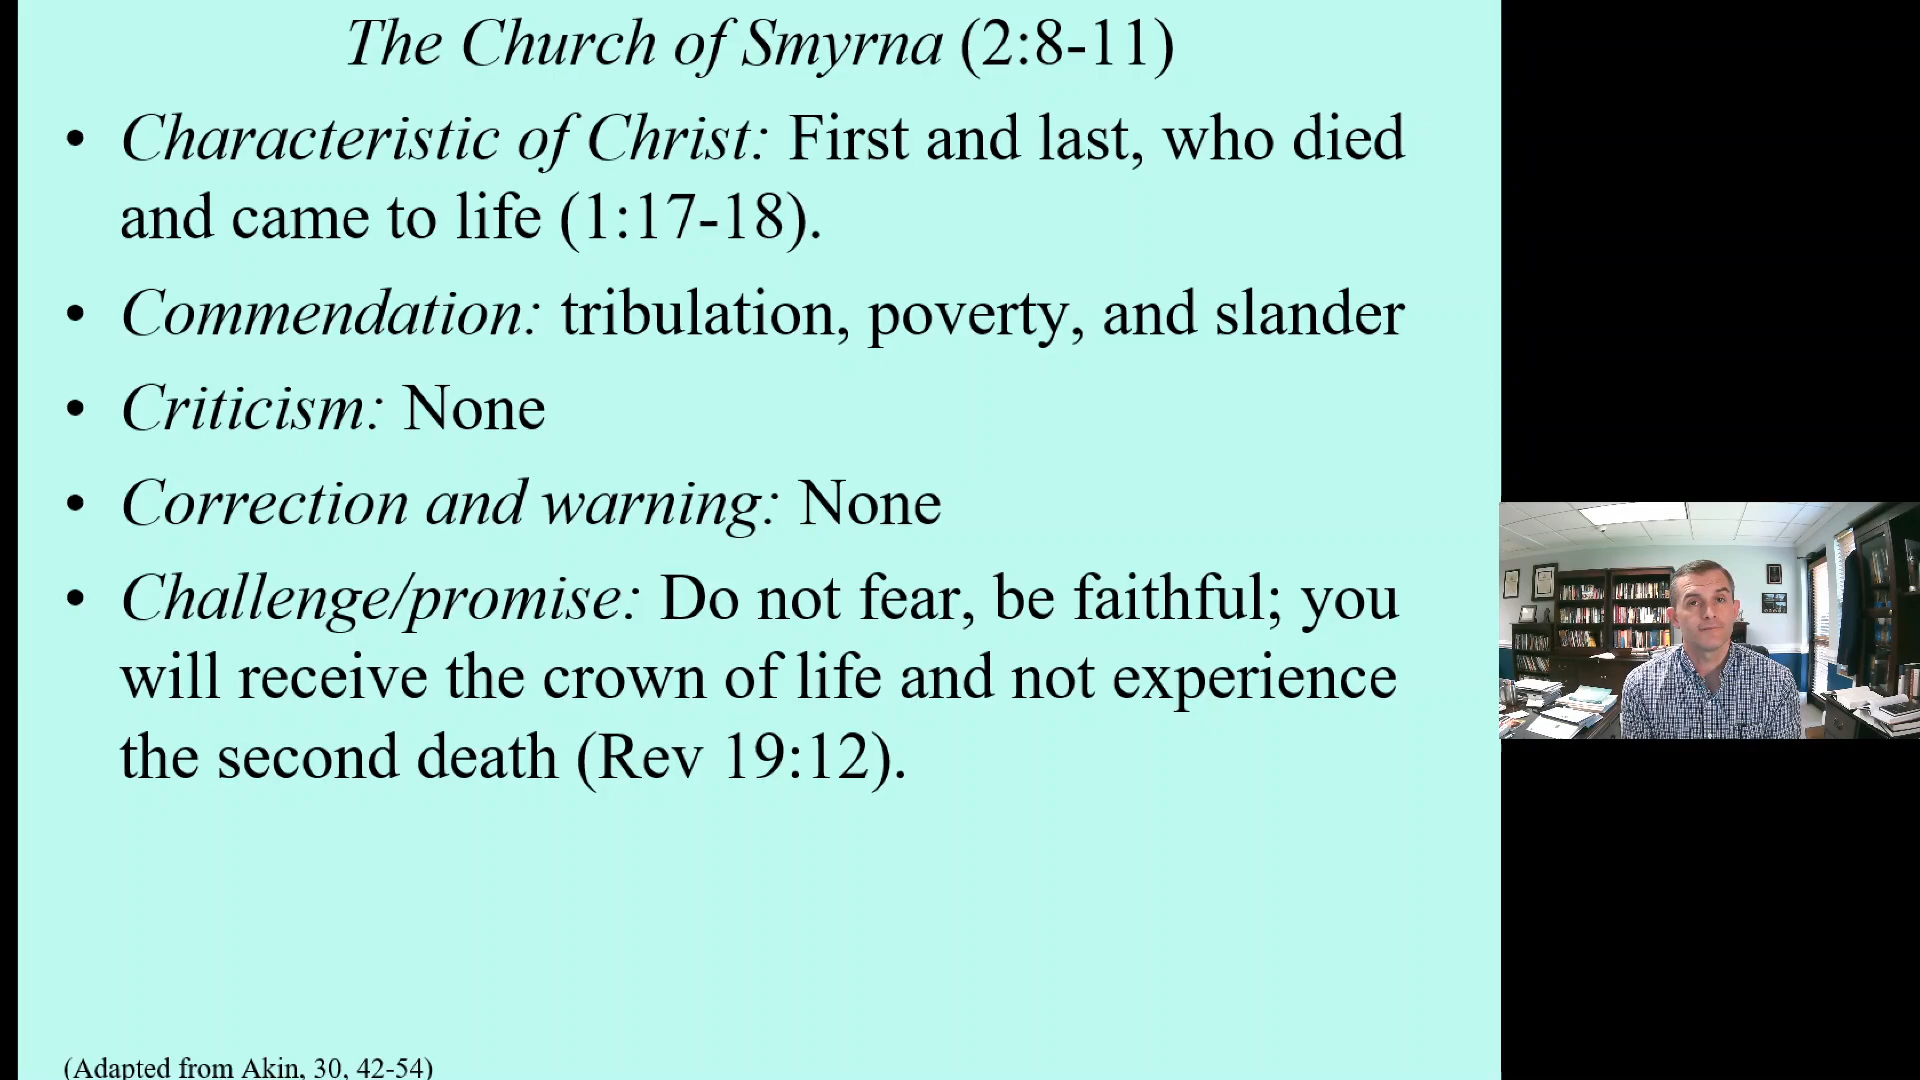 The Church of Smyrna (2:8-11)
• Characteristic of Christ: First and last, who died
and came to life (1:17-18).
• Commendation: tribulation, poverty, and slander
• Criticism: None
• Correction and warning: None
• Challenge/promise: Do not fear, be faithful; you
will receive the crown of life and not experience
the second death (Rev 19:12).
(Adapted from Akin, 30, 42-54)